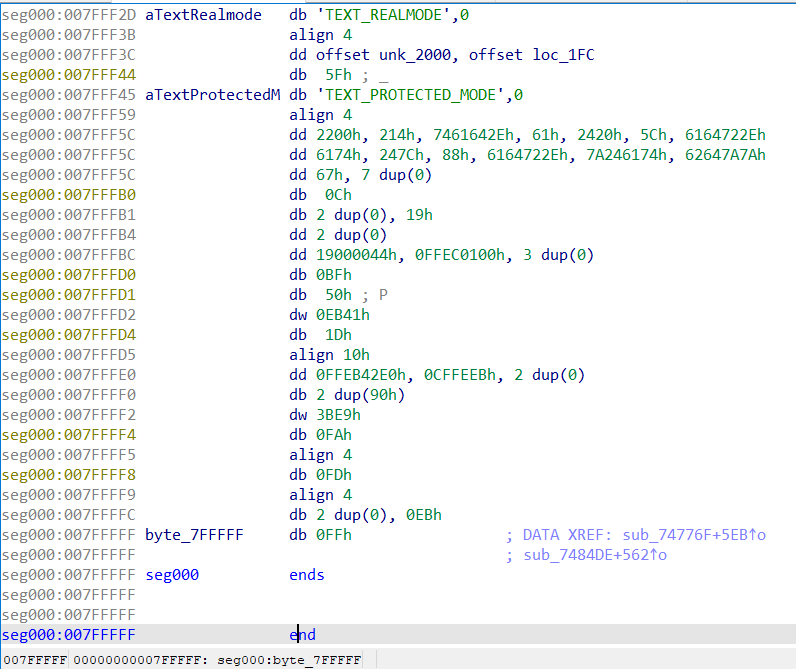 seg000:007FFF2D aTextRealmode db 'TEXT_REALMODE',0
seg000:007FFF3B align 4
seg000:007FFF3C dd offset unk_2000, offset loc_1FC
seg000:007FFF44 db 5Fh ; _
seg000:007FFF45 aTextProtectedM db 'TEXT_PROTECTED_MODE',0
seg000:007FFF59 align 4
seg000:007FFF5C dd 2200h, 214h, 7461642Eh, 61h, 2420h, 5Ch, 6164722Eh
seg000:007FFF5C dd 6174h, 247Ch, 88h, 6164722Eh, 7A246174h, 62647A7Ah
seg000:007FFF5C dd 67h, 7 dup(0)
seg000:007FFFB0 db 0Ch
seg000:007FFFB1 db 2 dup(0), 19h
seg000:007FFFB4 dd 2 dup(0)
seg000:007FFFBC dd 19000044h, 0FFEC0100h, 3 dup(0)
seg000:007FFFD0 db 0BFh
seg000:007FFFD1 db 50h ; P
seg000:007FFFD2 dw 0EB41h
seg000:007FFFD4 db 1Dh
seg000:007FFFD5 align 10h
seg000:007FFFE0 dd 0FFEB42E0h, 0CFFEEBh, 2 dup(0)
seg000:007FFFF0 db 2 dup(90h)
seg000:007FFFF2 dw 3BE9h
seg000:007FFFF4 db 0FAh
seg000:007FFFF5 align 4
seg000:007FFFF8 db 0FDh
seg000:007FFFF9 align 4
seg000:007FFFFC db 2 dup(0), 0EBh
seg000:007FFFFF byte_7FFFFF db 0FFh ; DATA XREF: sub_74776F+5EB↑o
seg000:007FFFFF ; sub_7484DE+562↑o
seg000:007FFFFF seg000 ends
seg000:007FFFFF
seg000:007FFFFF
seg000:007FFFFF end
007FFFFF 00000000007FFFFF: seg000:byte_7FFFFF